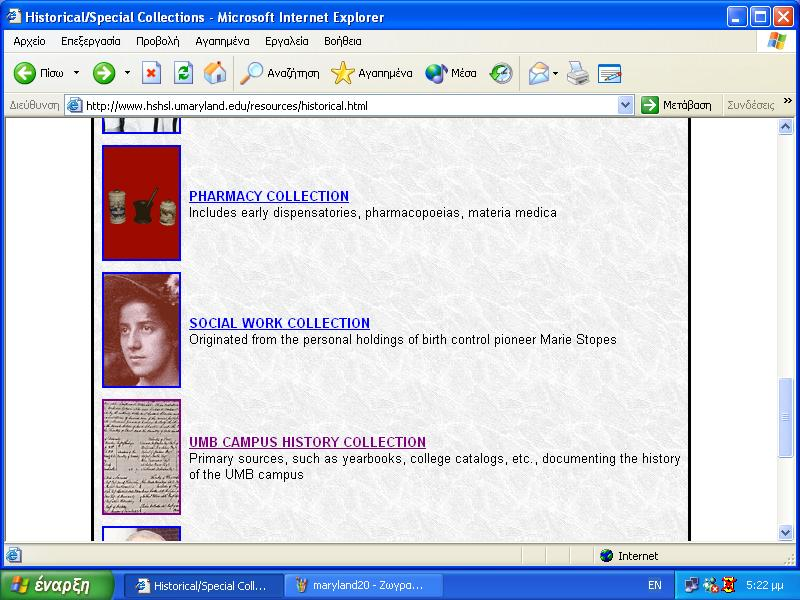 Historical/Special Collections - Microsoft Internet Explorer
Αρχείο Επεξεργασία Προβολή Αγαπημένα Εργαλεία Βοήθεια
Πίσω Αναζήτηση Αγαπημένα Μέσα
Διεύθυνση http://www.hshsl.umaryland.edu/resources/historical.html Μετάβαση Συνδέσεις »
PHARMACY COLLECTION
Includes early dispensatories, pharmacopoeias, materia medica
SOCIAL WORK COLLECTION
Originated from the personal holdings of birth control pioneer Marie Stopes
UMB CAMPUS HISTORY COLLECTION
Primary sources, such as yearbooks, college catalogs, etc., documenting the history
of the UMB campus
Internet
έναρξη Historical/Special Coll... maryland20 - Ζωγρα... EN 5:22 μμ